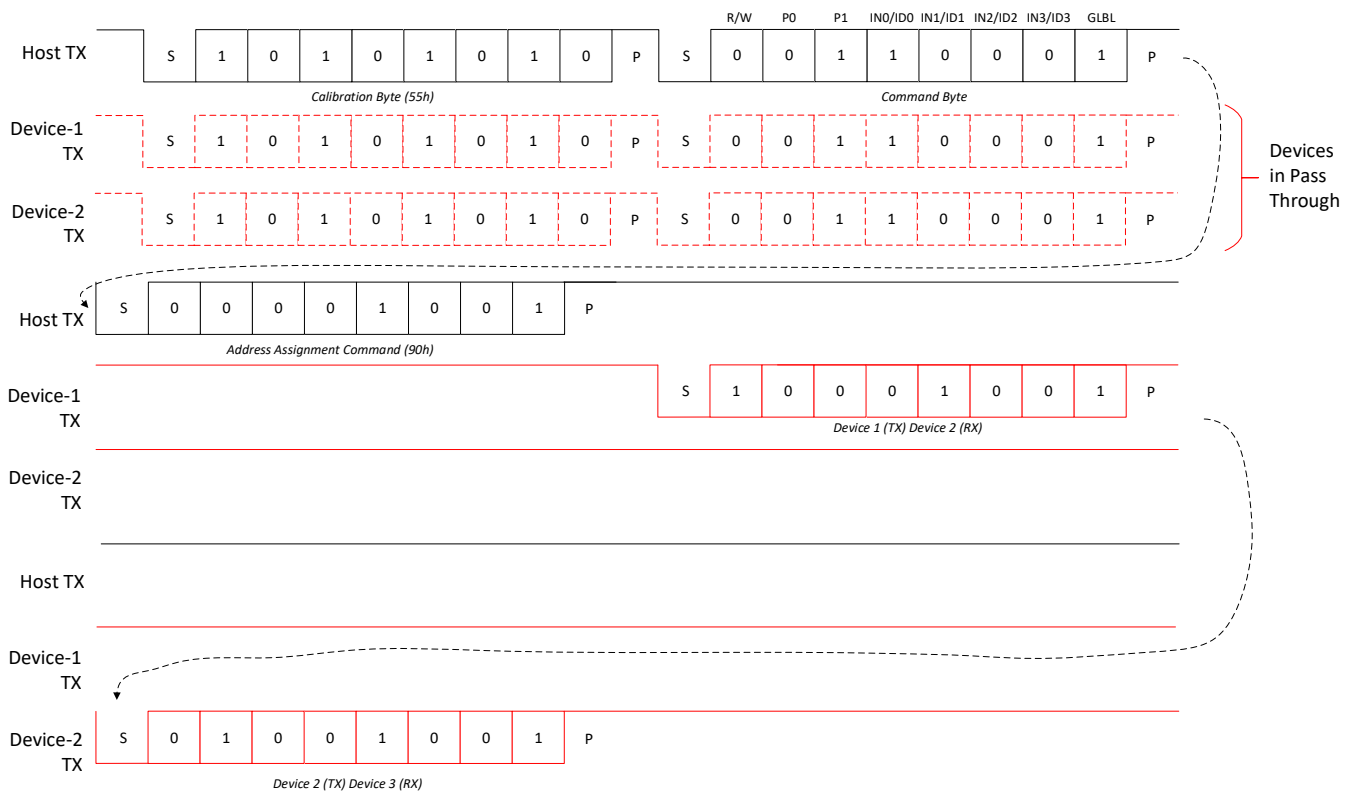 R/W P0 P1 IN0/ID0 IN1/ID1 IN2/ID2 IN3/ID3 GLBL
Host TX S 1 0 1 0 1 0 1 0 P S 0 0 1 1 0 0 0 1 P
Calibration Byte (55h) Command Byte
Device-1
TX
S 1 0 1 0 1 0 1 0 P S 0 0 1 1 0 0 0 1 P
Device-2
TX
S 1 0 1 0 1 0 1 0 P S 0 0 1 1 0 0 0 1 P
Devices
in Pass
Through
Host TX S 0 0 0 0 1 0 0 1 P
Address Assignment Command (90h)
Device-1
TX
S 1 0 0 0 1 0 0 1 P
Device 1 (TX) Device 2 (RX)
Device-2
TX
Host TX
Device-1
TX
Device-2
TX
S 0 1 0 0 1 0 0 1 P
Device 2 (TX) Device 3 (RX)